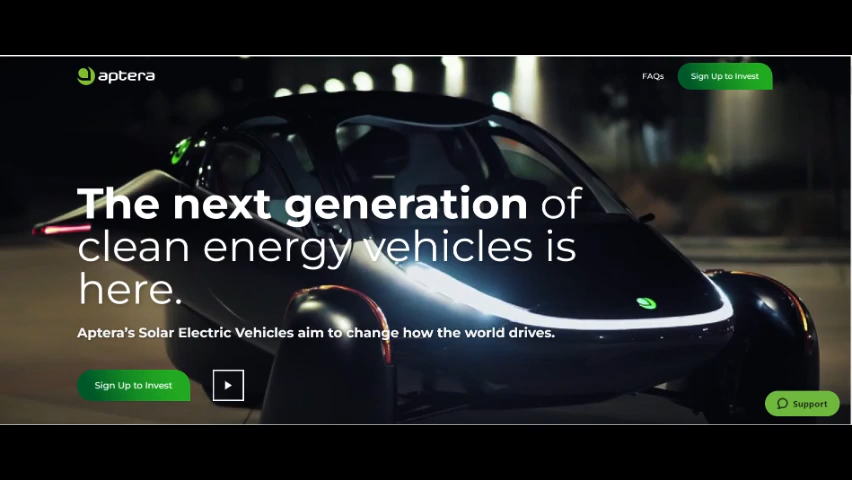 aptera
FAQs
Sign Up to Invest
The next generation of
clean energy vehicles is
here.
Aptera’s Solar Electric Vehicles aim to change how the world drives.
Sign Up to Invest
Support